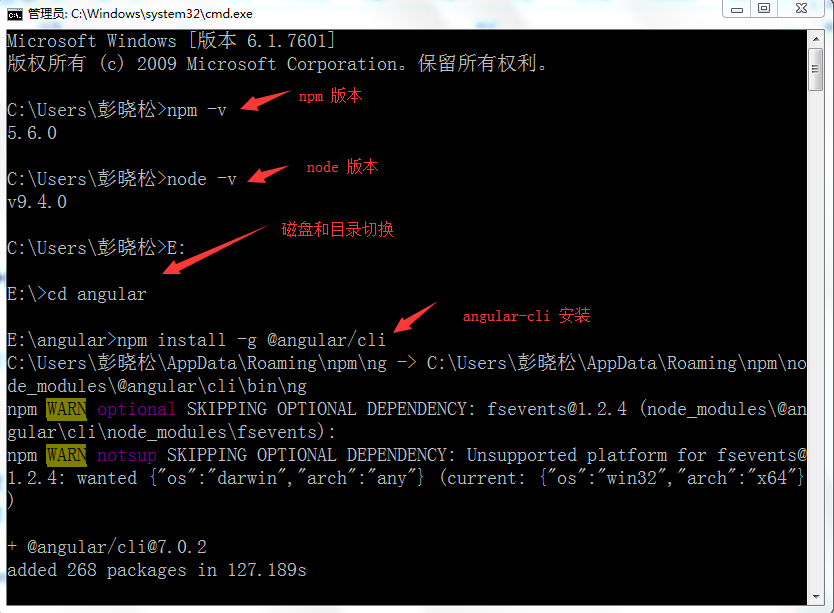 管理员: C:\Windows\system32\cmd.exe
Microsoft Windows [版本 6.1.7601]
版权所有 (c) 2009 Microsoft Corporation。保留所有权利。
C:\Users\彭晓松>npm -v
npm 版本
5.6.0
C:\Users\彭晓松>node -v
node 版本
v9.4.0
磁盘和目录切换
C:\Users\彭晓松>E:
E:\>cd angular
angular-cli 安装
E:\angular>npm install -g @angular/cli
C:\Users\彭晓松\AppData\Roaming\npm\ng -> C:\Users\彭晓松\AppData\Roaming\npm\no
de_modules\@angular\cli\bin\ng
npm WARN optional SKIPPING OPTIONAL DEPENDENCY: fsevents@1.2.4 (node_modules\@an
gular\cli\node_modules\fsevents):
npm WARN notsup SKIPPING OPTIONAL DEPENDENCY: Unsupported platform for fsevents@
1.2.4: wanted {"os":"darwin","arch":"any"} (current: {"os":"win32","arch":"x64"}
)
+ @angular/cli@7.0.2
added 268 packages in 127.189s